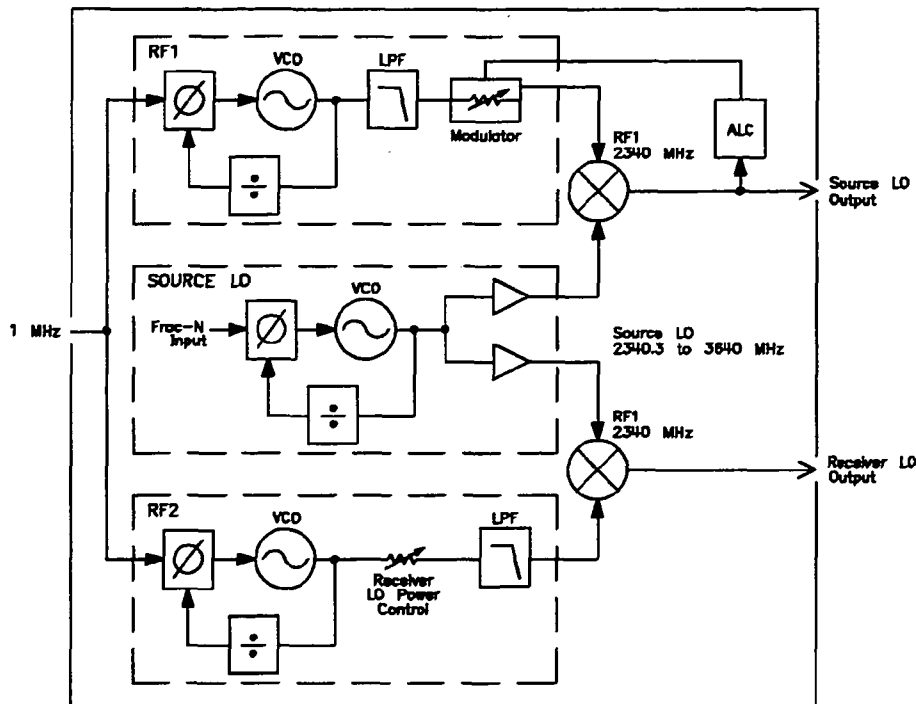 RF1
VCO
LPF
Modulator
ALC
RF1
2340 MHz
Source LO
Output
SOURCE LO
VCO
Frac-N
Input
1 MHz
Source LO
2340.3 to 3640 MHz
RF1
2340 MHz
Receiver LO
Output
RF2
VCO
LPF
Receiver
LO Power
Control